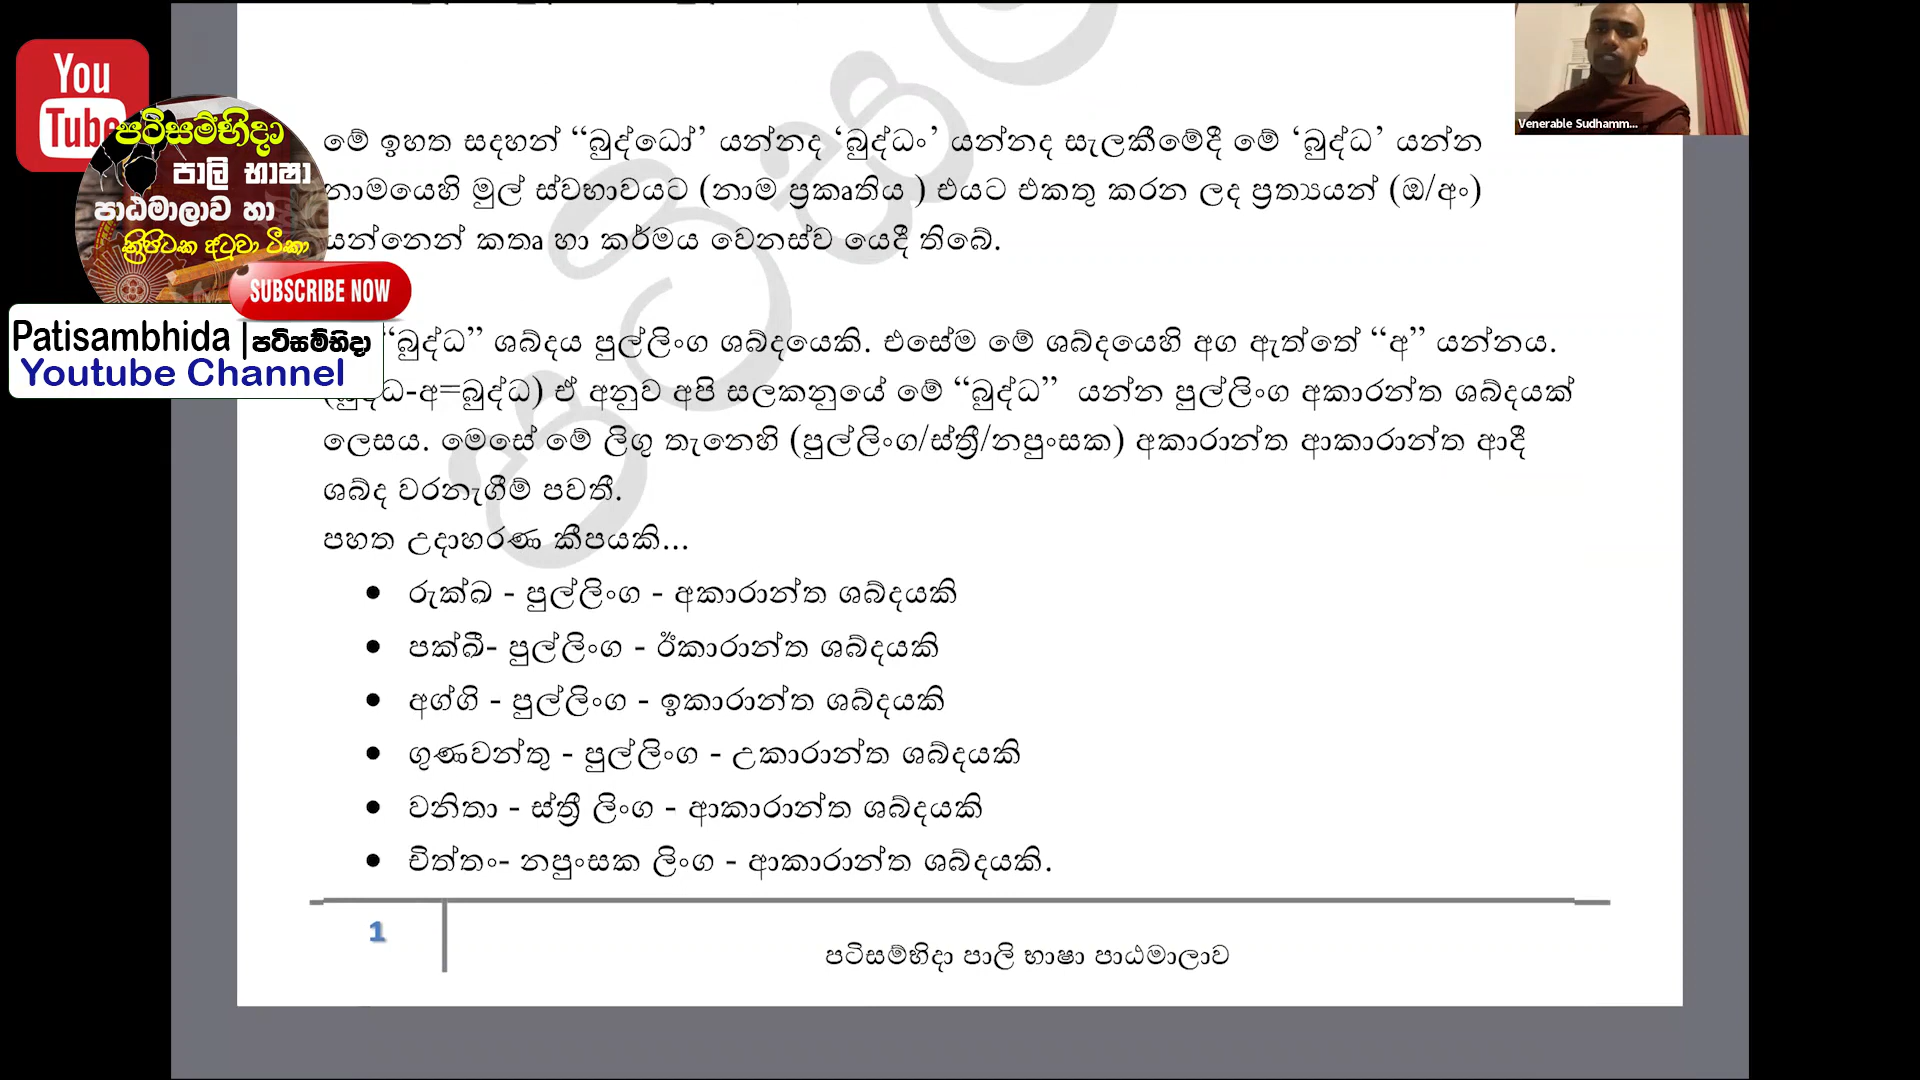 You
Tube
පටිසම්භිදා
පාලි භාෂා
පාඨමාලාව හා
ත්‍රිපිටක අටුවා ටීකා
SUBSCRIBE NOW
Patisambhida | පටිසම්භිදා
Youtube Channel
Venerable Sudhamm...
මේ ඉහත සදහන් “බුද්ධෝ’ යන්නද ‘බුද්ධං’ යන්නද සැලකීමේදී මේ ‘බුද්ධ’ යන්න
නාමයෙහි මුල් ස්වභාවයට (නාම ප්‍රකෘතිය ) එයට එකතු කරන ලද ප්‍රත්‍යයන් (ඔ/අං)
යන්නෙන් කතෘ හා කර්මය වෙනස්ව යෙදී තිබේ.
“බුද්ධ” ශබ්දය පුල්ලිංග ශබ්දයෙකි. එසේම මේ ශබ්දයෙහි අග ඇත්තේ “අ” යන්නය.
(බුද්ධ-අ=බුද්ධ) ඒ අනුව අපි සලකනුයේ මේ “බුද්ධ” යන්න පුල්ලිංග අකාරන්ත ශබ්දයක්
ලෙසය. මෙසේ මේ ලිගු තැනෙහි (පුල්ලිංග/ස්ත්‍රී/නපුංසක) අකාරාන්ත ආකාරාන්ත ආදී
ශබ්ද වරනැගීම් පවතී.
පහත උදාහරණ කීපයකි...
• රුක්ඛ - පුල්ලිංග - අකාරාන්ත ශබ්දයකි
• පක්ඛී- පුල්ලිංග - ඊකාරාන්ත ශබ්දයකි
• අග්ගි - පුල්ලිංග - ඉකාරාන්ත ශබ්දයකි
• ගුණවන්තු - පුල්ලිංග - උකාරාන්ත ශබ්දයකි
• වනිතා - ස්ත්‍රී ලිංග - ආකාරාන්ත ශබ්දයකි
• චිත්තං- නපුංසක ලිංග - ආකාරාන්ත ශබ්දයකි.
1
පටිසම්භිදා පාලි භාෂා පාඨමාලාව